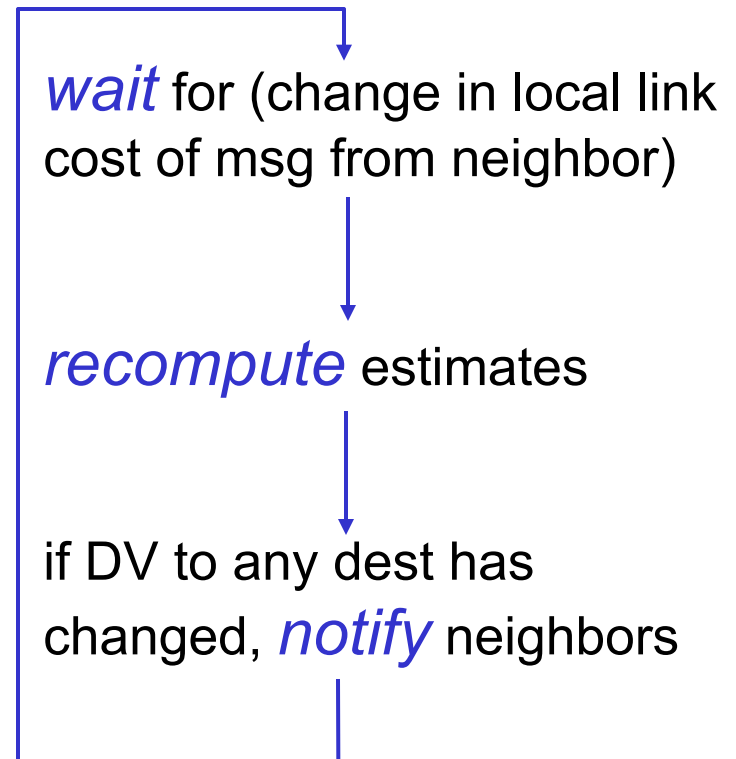 wait for (change in local link
cost of msg from neighbor)
recompute estimates
if DV to any dest has
changed, notify neighbors